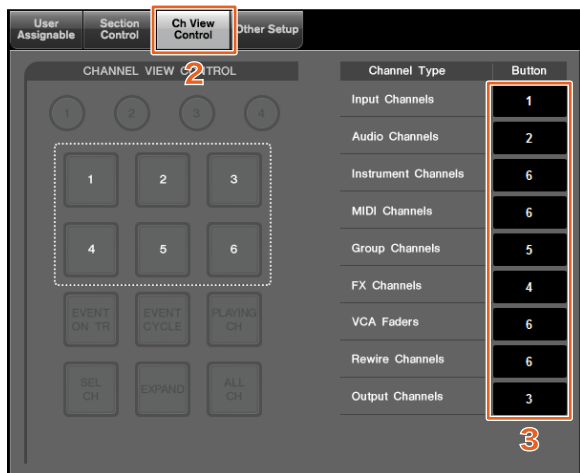 User
Assignable
Section
Control
Ch View
Control
Other Setup
2
CHANNEL VIEW CONTROL
1 2 3 4
1 2 3
4 5 6
EVENT
ON TR
EVENT
CYCLE
PLAYING
CH
SEL
CH
EXPAND
ALL
CH
Channel Type Button
Input Channels 1
Audio Channels 2
Instrument Channels 6
MIDI Channels 6
Group Channels 5
FX Channels 4
VCA Faders 6
Rewire Channels 6
Output Channels 3
3